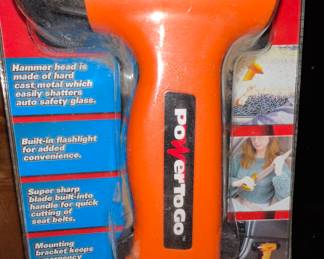 Hammer head is
made of hard
cast metal which
easily shatters
auto safety glass.
Built-in flashlight
for added
convenience.
Super sharp
blade built-into
handle for quick
cutting of
seat belts.
Mounting
bracket keeps
emergency
PowerToGo